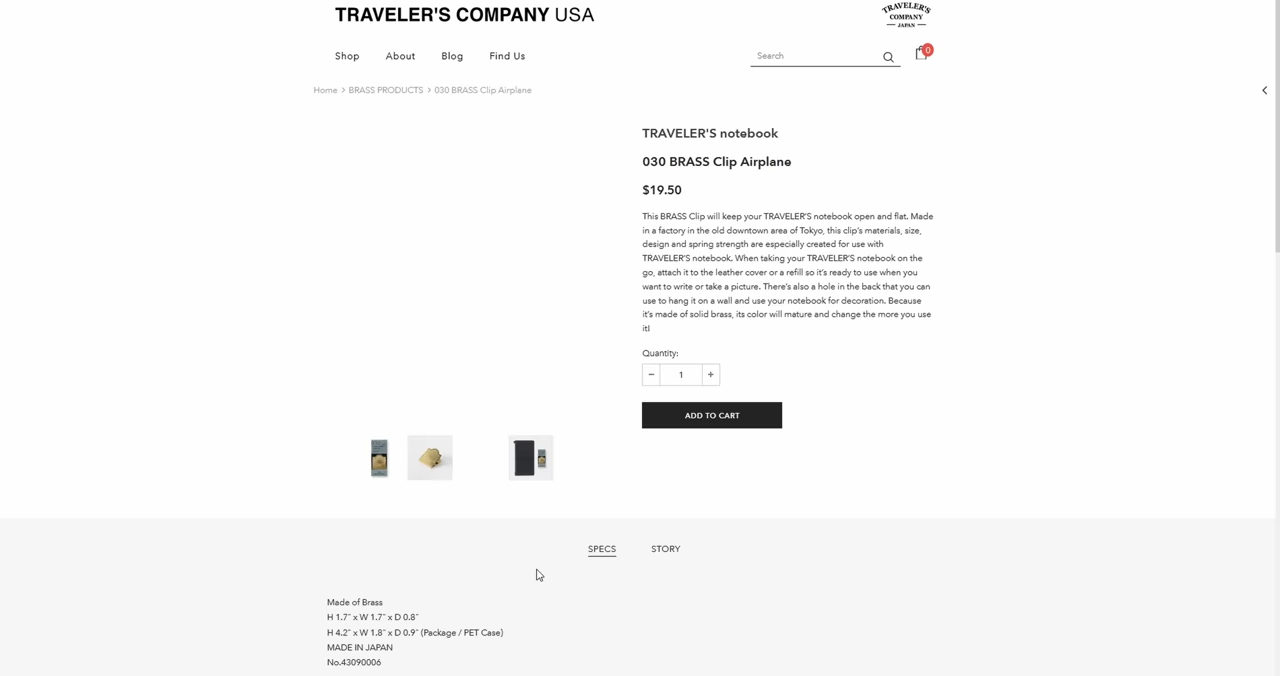 TRAVELER'S COMPANY USA
TRAVELER'S
COMPANY
JAPAN
Shop About Blog Find Us
Search
0
Home > BRASS PRODUCTS > 030 BRASS Clip Airplane
TRAVELER'S notebook
030 BRASS Clip Airplane
$19.50
This BRASS Clip will keep your TRAVELER'S notebook open and flat. Made
in a factory in the old downtown area of Tokyo, this clip's materials, size,
design and spring strength are especially created for use with
TRAVELER'S notebook. When taking your TRAVELER'S notebook on the
go, attach it to the leather cover or a refill so it's ready to use when you
want to write or take a picture. There's also a hole in the back that you can
use to hang it on a wall and use your notebook for decoration. Because
it's made of solid brass, its color will mature and change the more you use
it!
Quantity:
− 1 +
ADD TO CART
SPECS STORY
Made of Brass
H 1.7" x W 1.7" x D 0.8"
H 4.2" x W 1.8" x D 0.9" (Package / PET Case)
MADE IN JAPAN
No.43090006